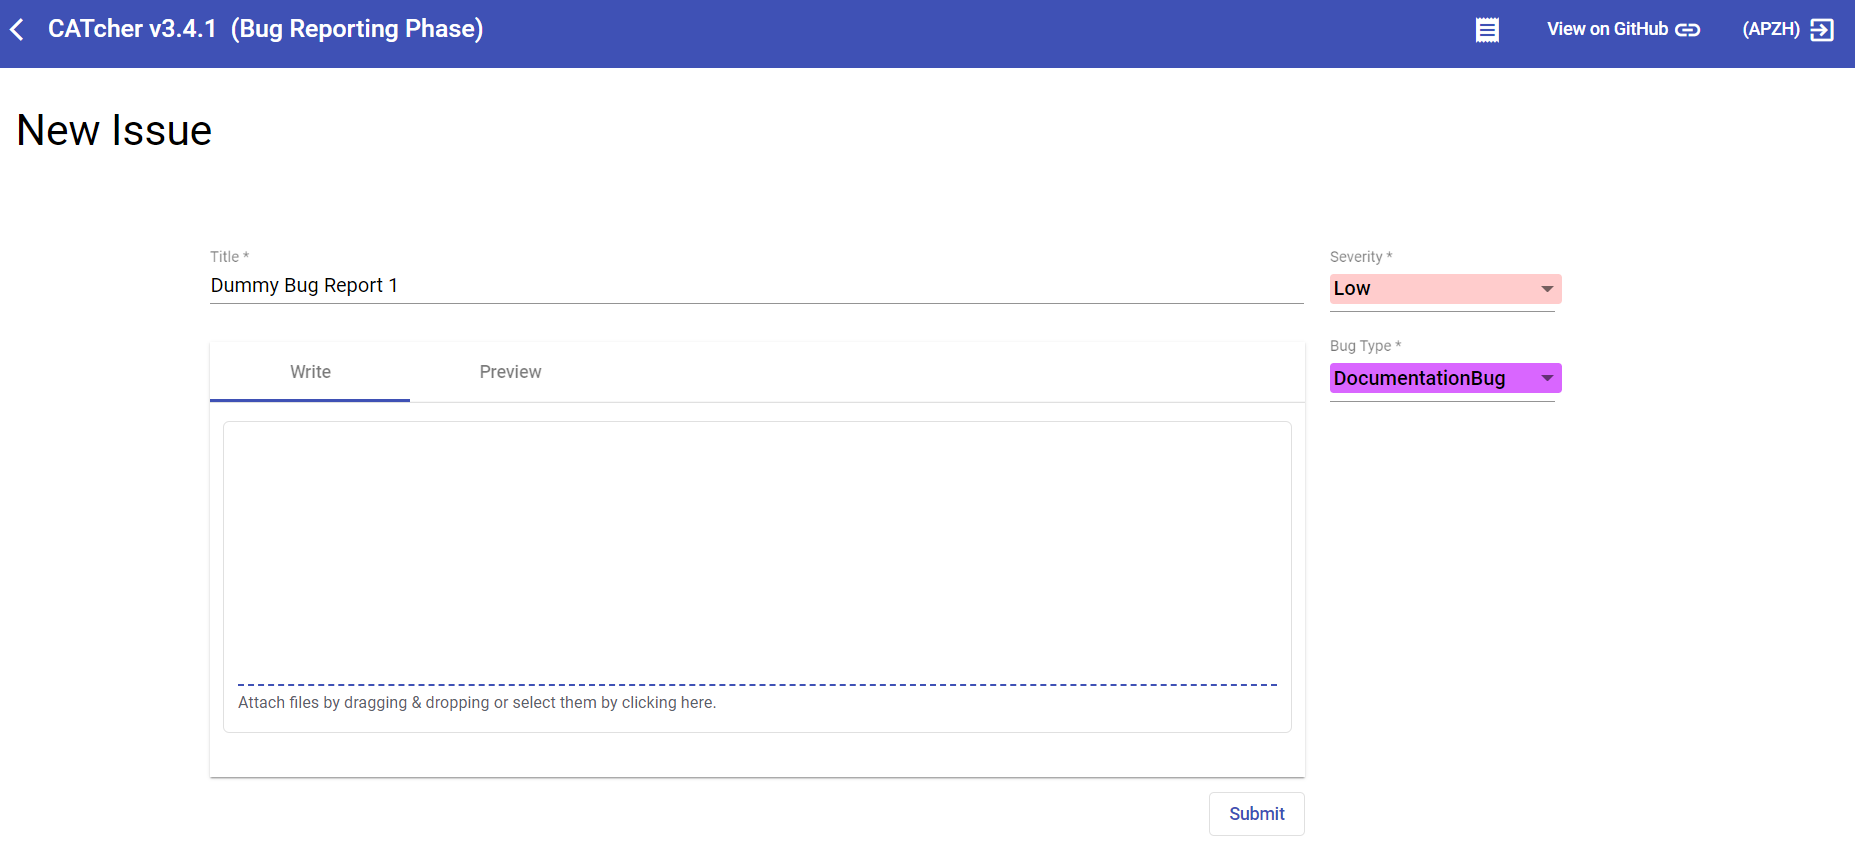 CATcher v3.4.1 (Bug Reporting Phase)
View on GitHub
(APZH)
New Issue
Title *
Dummy Bug Report 1
Severity *
Low
Bug Type *
DocumentationBug
Write
Preview
Attach files by dragging & dropping or select them by clicking here.
Submit